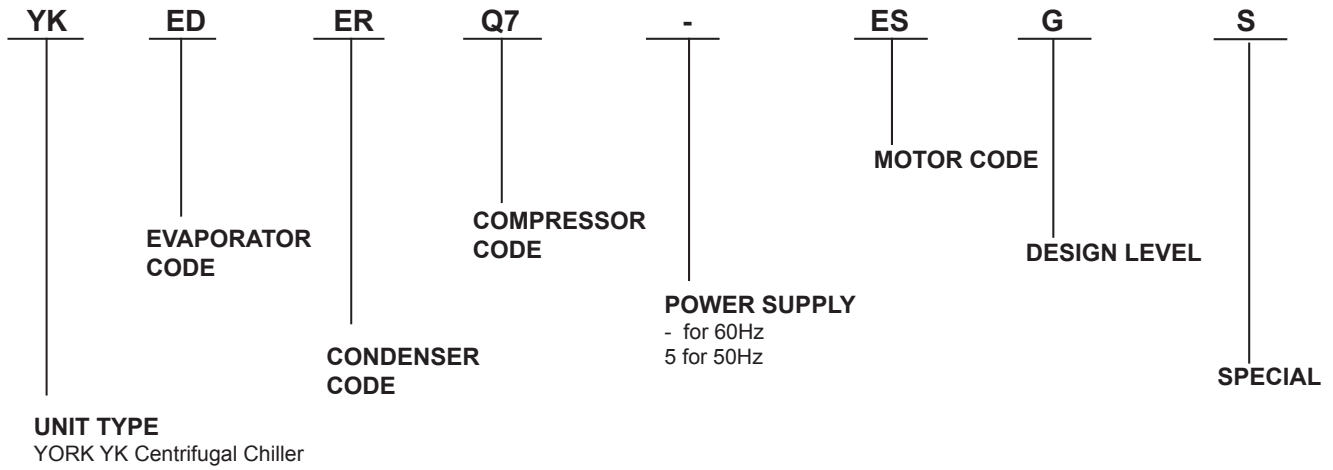 YK ED ER Q7 - ES G S
MOTOR CODE
COMPRESSOR
CODE
EVAPORATOR
CODE
DESIGN LEVEL
POWER SUPPLY
- for 60Hz
5 for 50Hz
CONDENSER
CODE
SPECIAL
UNIT TYPE
YORK YK Centrifugal Chiller